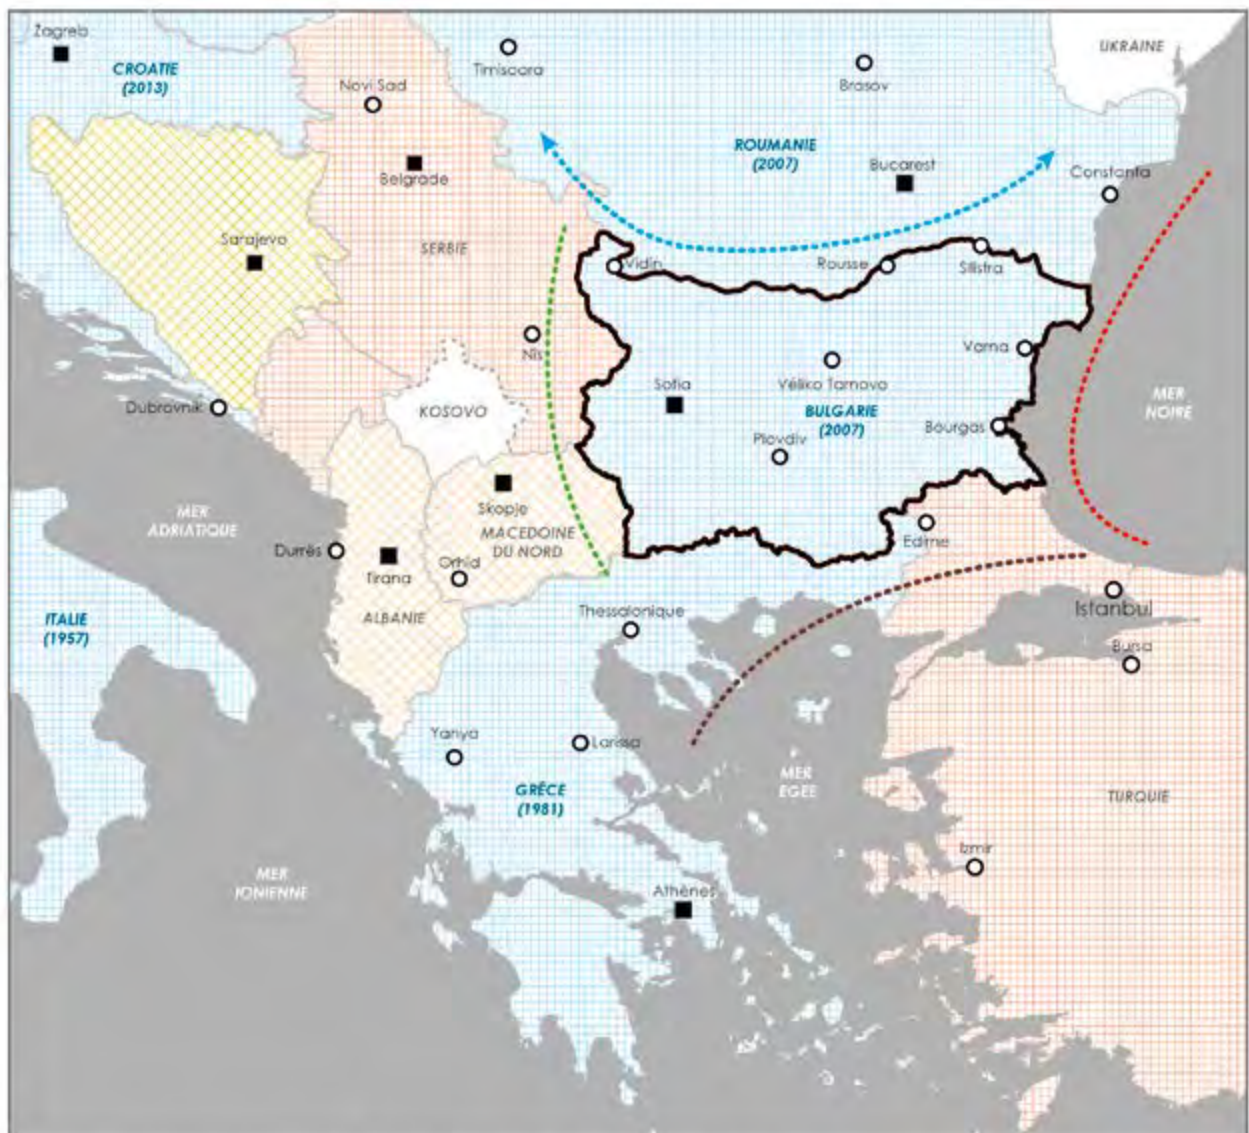 Zagreb
CROATIE
(2013)
Timisoara
Novi Sad
Brasov
UKRAINE
ROUMANIE
(2007)
Bucarest
Belgrade
Constanta
Sarajevo
SERBIE
Vidin
Rousse
Silistra
Nis
Varna
Sofia
Véliko Tarnovo
MER
NOIRE
Dubrovnik
KOSOVO
BULGARIE
(2007)
Bourgas
Plovdiv
Skopje
MER
ADRIATIQUE
MACEDOINE
DU NORD
Edirne
Durrës
Tirana
Orhid
ALBANIE
Thessalonique
Istanbul
ITALIE
(1957)
Bursa
Yanya
Larissa
MER
EGEE
GRÈCE
(1981)
TURQUIE
Izmir
MER
IONIENNE
Athènes